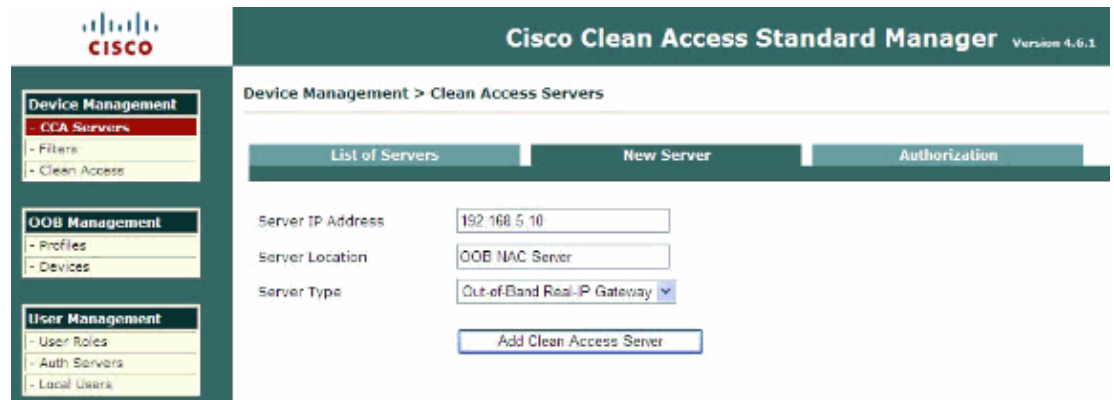 CISCO
Cisco Clean Access Standard Manager Version 4.6.1
Device Management > Clean Access Servers
Device Management
- CCA Servers
- Filters
- Clean Access
OOB Management
- Profiles
- Devices
User Management
- User Roles
- Auth Servers
- Local Users
List of Servers
New Server
Authorization
Server IP Address 192.168.5.10
Server Location OOB NAC Server
Server Type Out-of-Band Real-IP Gateway
Add Clean Access Server